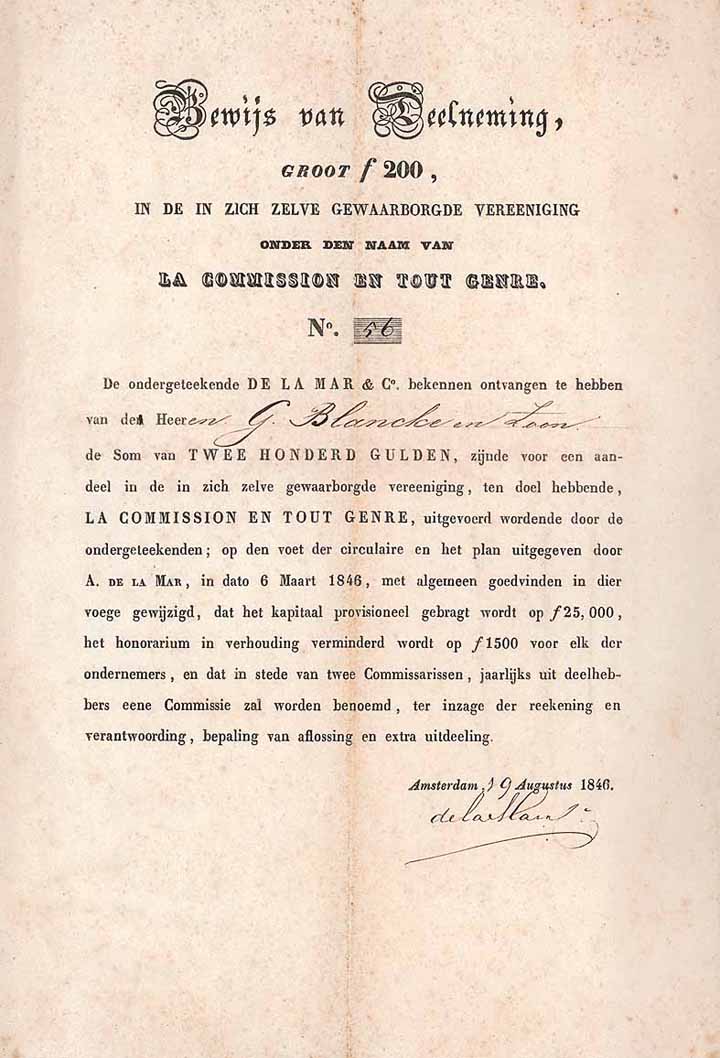 Bewijs van Deelneming,
GROOT f 200,
IN DE IN ZICH ZELVE GEWAARBORGDE VEREENIGING
ONDER DEN NAAM VAN
LA COMMISSION EN TOUT GENRE.
No. 56
De ondergeteekende DE LA MAR & Co. bekennen ontvangen te hebben
van den Heeren G. Blancke en Zoon
de Som van TWEE HONDERD GULDEN, zijnde voor een aan-
deel in de in zich zelve gewaarborgde vereeniging, ten doel hebbende,
LA COMMISSION EN TOUT GENRE, uitgevoerd wordende door de
ondergeteekenden; op den voet der circulaire en het plan uitgegeven door
A. DE LA MAR, in dato 6 Maart 1846, met algemeen goedvinden in dier
voege gewijzigd, dat het kapitaal provisioneel gebragt wordt op f 25,000,
het honorarium in verhouding verminderd wordt op f 1500 voor elk der
ondernemers, en dat in stede van twee Commissarissen, jaarlijks uit deelheb-
bers eene Commissie zal worden benoemd, ter inzage der reekening en
verantwoording, bepaling van aflossing en extra uitdeeling.
Amsterdam, 19 Augustus 1846.
de la Mar &c